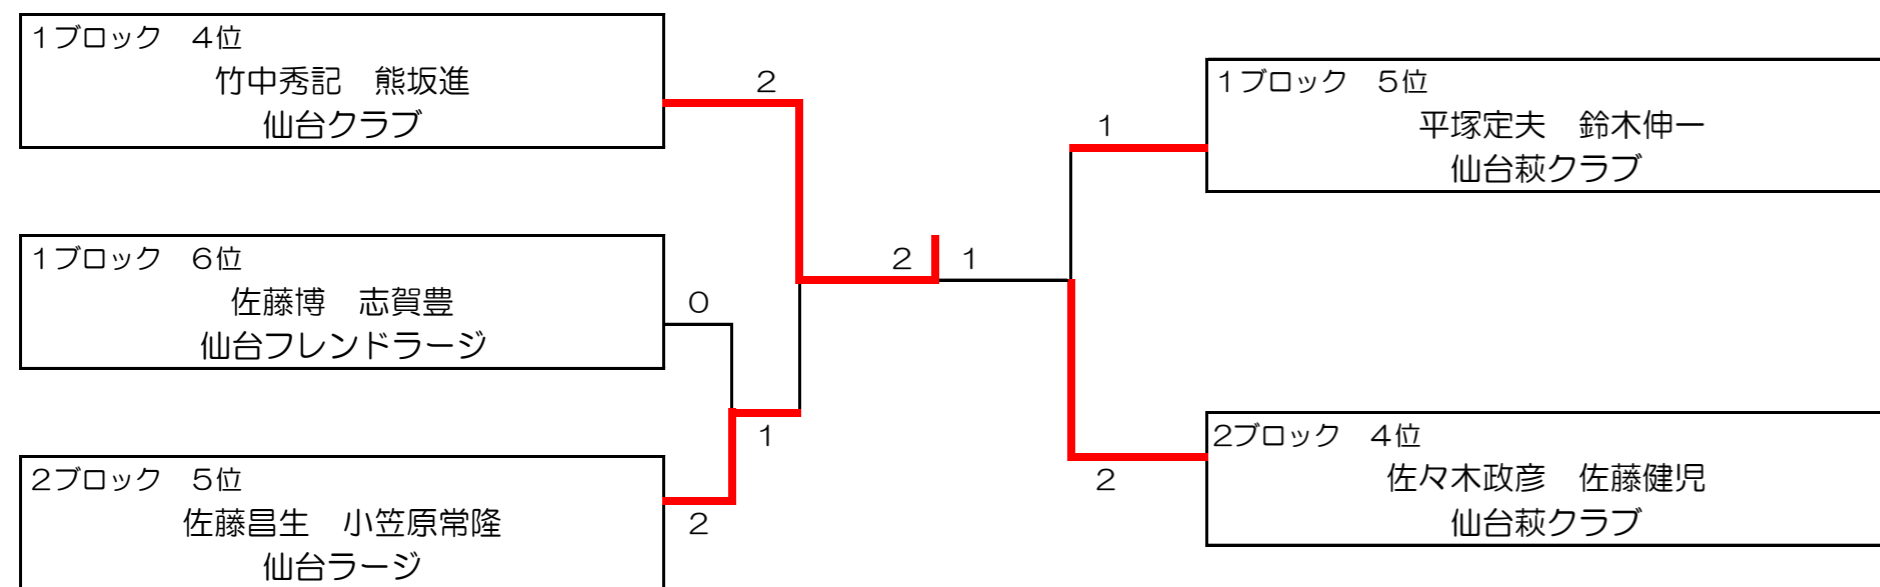 １ブロック　４位
竹中秀記　熊坂進
仙台クラブ
2
１ブロック　６位
佐藤博　志賀豊
仙台フレンドラージ
0
２ブロック　５位
佐藤昌生　小笠原常隆
仙台ラージ
2
1
2
1
１ブロック　５位
平塚定夫　鈴木伸一
仙台萩クラブ
1
２ブロック　４位
佐々木政彦　佐藤健児
仙台萩クラブ
2